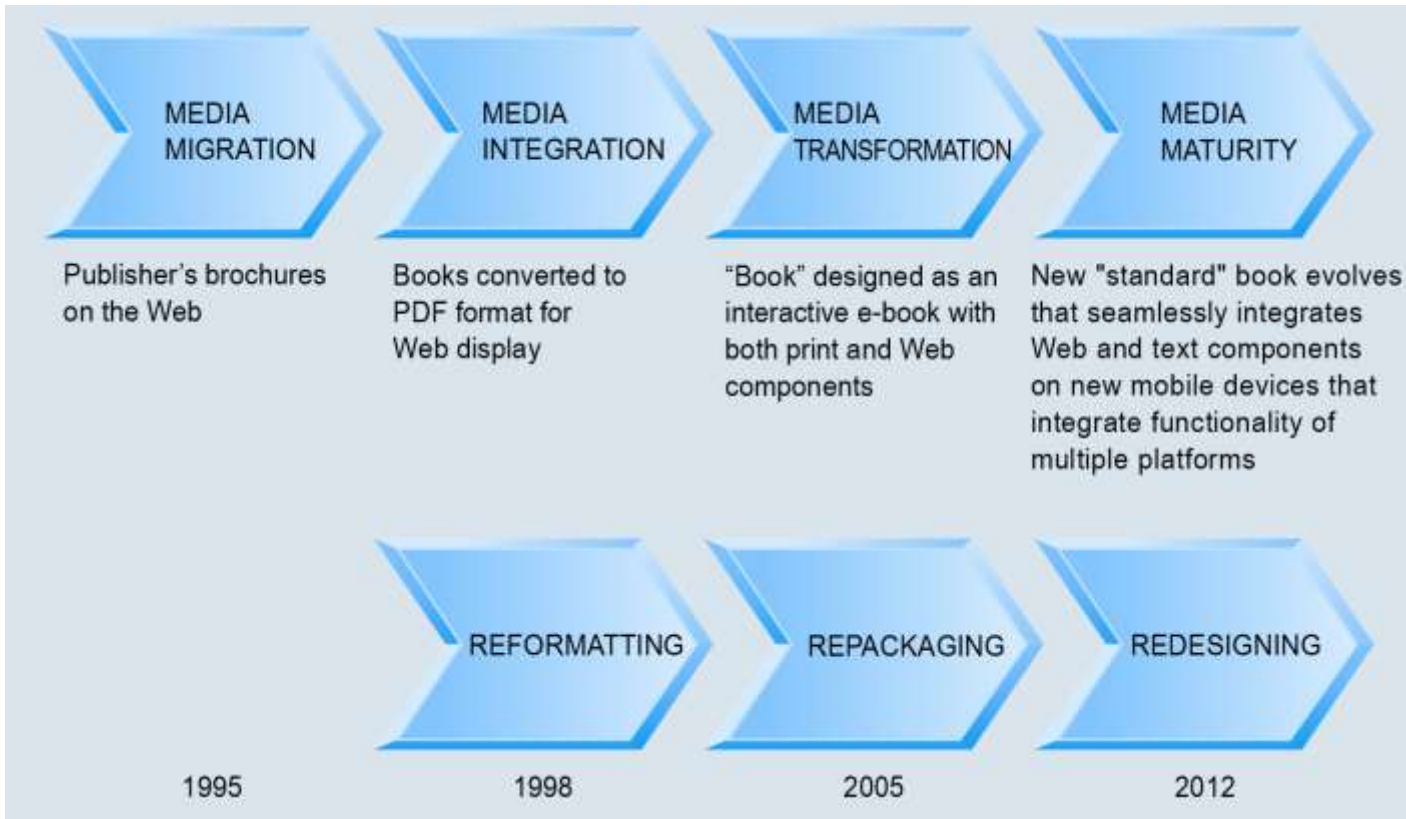 MEDIA
MIGRATION
MEDIA
INTEGRATION
MEDIA
TRANSFORMATION
MEDIA
MATURITY
Publisher’s brochures
on the Web
Books converted to
PDF format for
Web display
“Book” designed as an
interactive e-book with
both print and Web
components
New "standard" book evolves
that seamlessly integrates
Web and text components
on new mobile devices that
integrate functionality of
multiple platforms
REFORMATTING
REPACKAGING
REDESIGNING
1995
1998
2005
2012